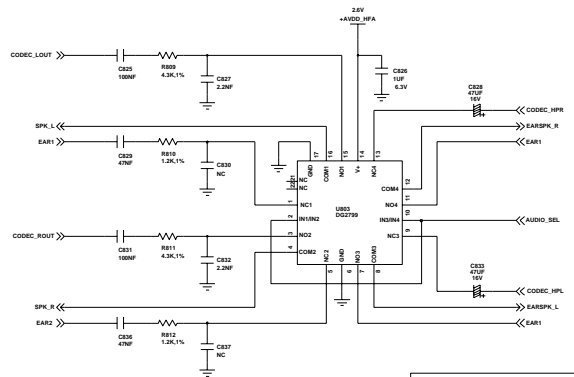 2.6V
+AVDD_HFA
CODEC_LOUT
C825
100NF
R809
4.3K,1%
C827
2.2NF
C826
1UF
6.3V
C828
47UF
16V
CODEC_HPR
SPK_L
EARSPK_R
EAR1
C829
47NF
R810
1.2K,1%
C830
NC
EAR1
17
16
15
14
13
GND
COM1
NO1
V+
NC4
NC
NC
COM4
12
U803
DG2799
1
NC1
NO4
11
2
IN1/IN2
IN3/IN4
10
AUDIO_SEL
3
NO2
NC3
9
4
COM2
NC2
GND
NO3
COM3
5
6
7
8
CODEC_ROUT
C831
100NF
R811
4.3K,1%
C832
2.2NF
C833
47UF
16V
CODEC_HPL
SPK_R
EARSPK_L
EAR2
C836
47NF
R812
1.2K,1%
C837
NC
EAR1